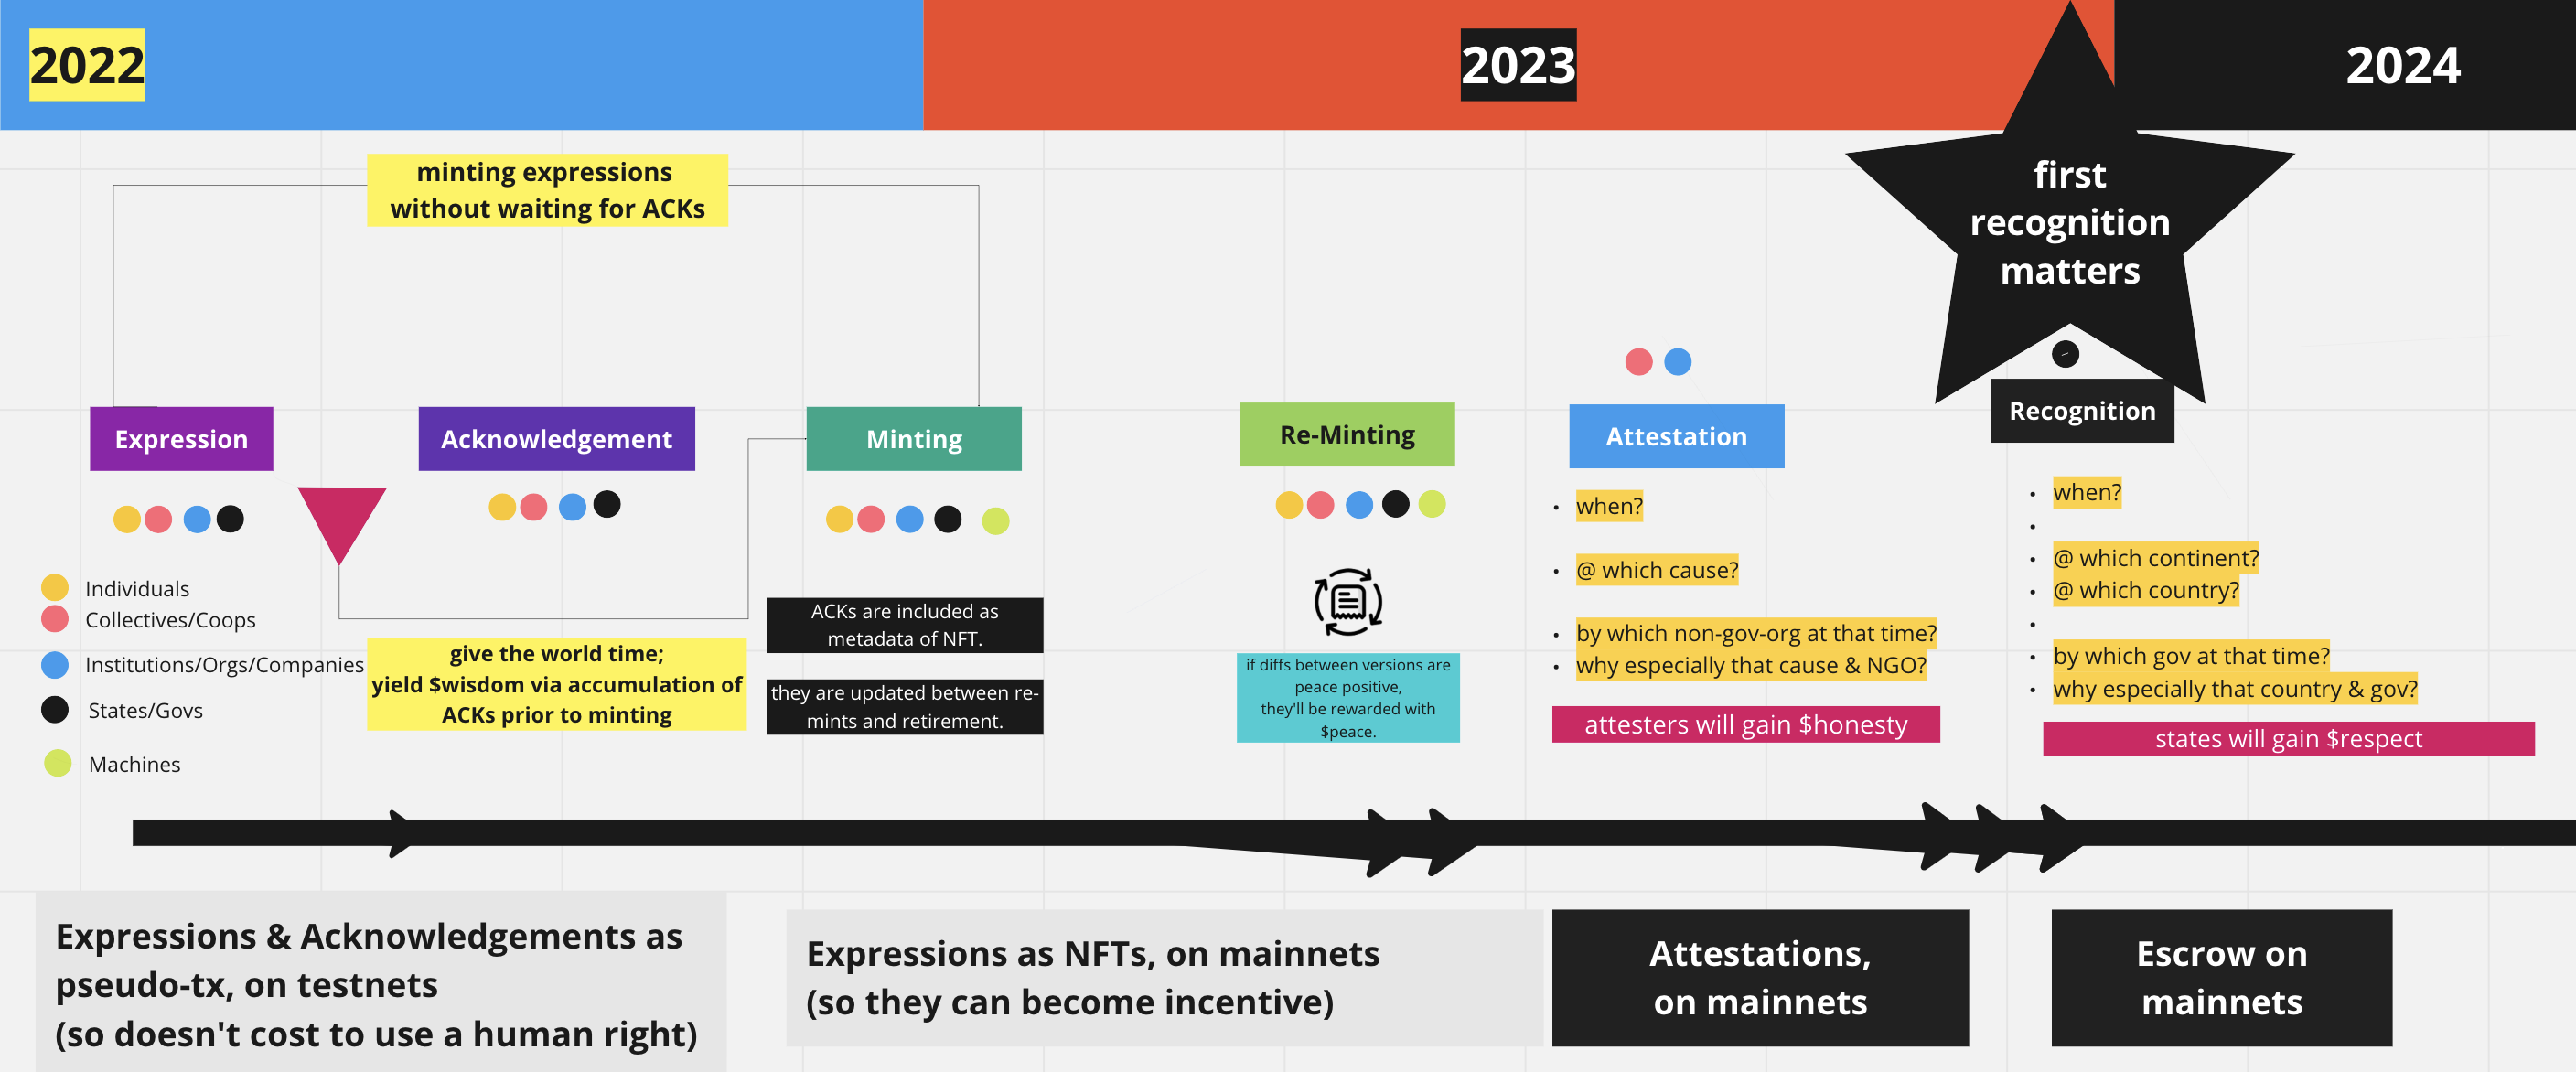 2022
2023
2024
minting expressions
without waiting for ACKs
first
recognition
matters
Expression
Acknowledgement
Minting
Re-Minting
Attestation
Recognition
Individuals
Collectives/Coops
Institutions/Orgs/Companies
States/Govs
Machines
give the world time;
yield $wisdom via accumulation of
ACKs prior to minting
ACKs are included as
metadata of NFT.
they are updated between re-
mints and retirement.
if diffs between versions are
peace positive,
they'll be rewarded with
$peace.
• when?
• @ which cause?
• by which non-gov-org at that time?
• why especially that cause & NGO?
attesters will gain $honesty
• when?
•
• @ which continent?
• @ which country?
•
• by which gov at that time?
• why especially that country & gov?
states will gain $respect
Expressions & Acknowledgements as
pseudo-tx, on testnets
(so doesn't cost to use a human right)
Expressions as NFTs, on mainnets
(so they can become incentive)
Attestations,
on mainnets
Escrow on
mainnets